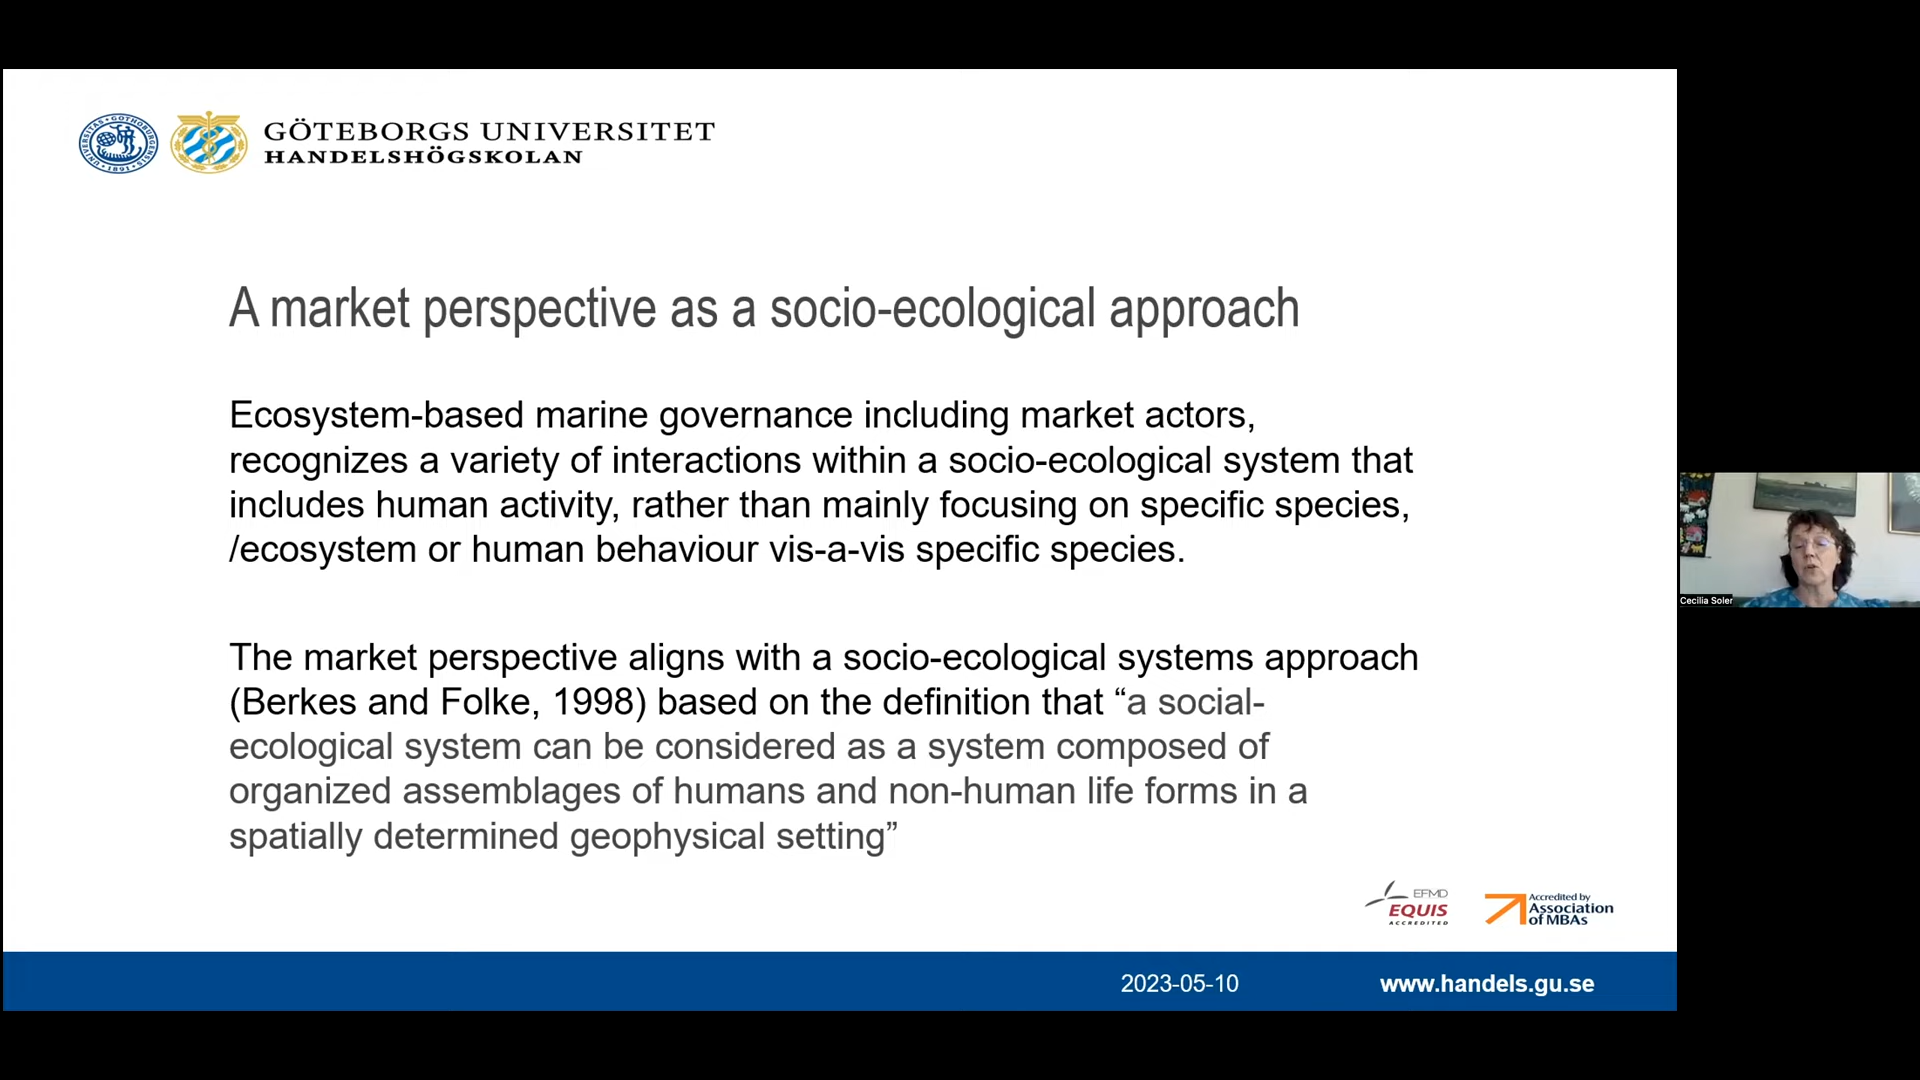 GÖTEBORGS UNIVERSITET
HANDELSHÖGSKOLAN
A market perspective as a socio-ecological approach
Ecosystem-based marine governance including market actors,
recognizes a variety of interactions within a socio-ecological system that
includes human activity, rather than mainly focusing on specific species,
/ecosystem or human behaviour vis-a-vis specific species.
The market perspective aligns with a socio-ecological systems approach
(Berkes and Folke, 1998) based on the definition that “a social-
ecological system can be considered as a system composed of
organized assemblages of humans and non-human life forms in a
spatially determined geophysical setting”
EFMD
EQUIS
ACCREDITED
Accredited by
Association
of MBAs
2023-05-10
www.handels.gu.se
Cecilia Soler